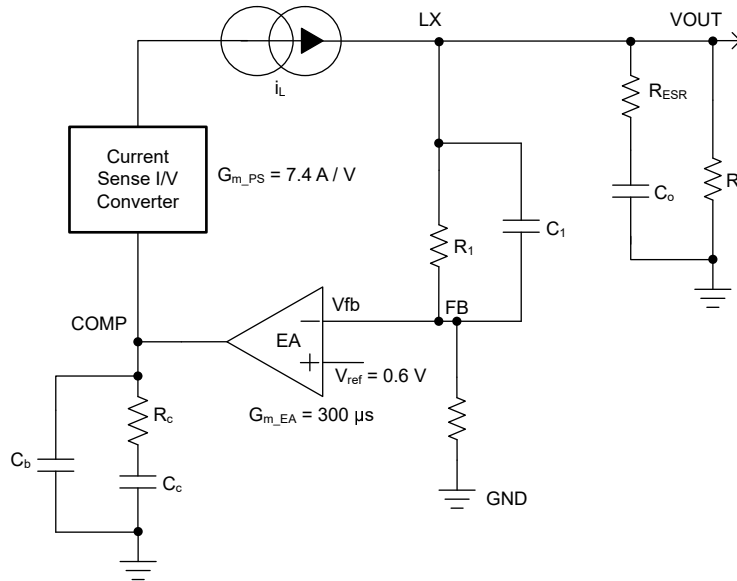 LX
VOUT
iL
RESR
Current
Sense I/V
Converter
Gm_PS = 7.4 A / V
Co
R
R1
C1
COMP
Vfb
FB
EA
Vref = 0.6 V
Gm_EA = 300 µs
Rc
Cb
Cc
GND